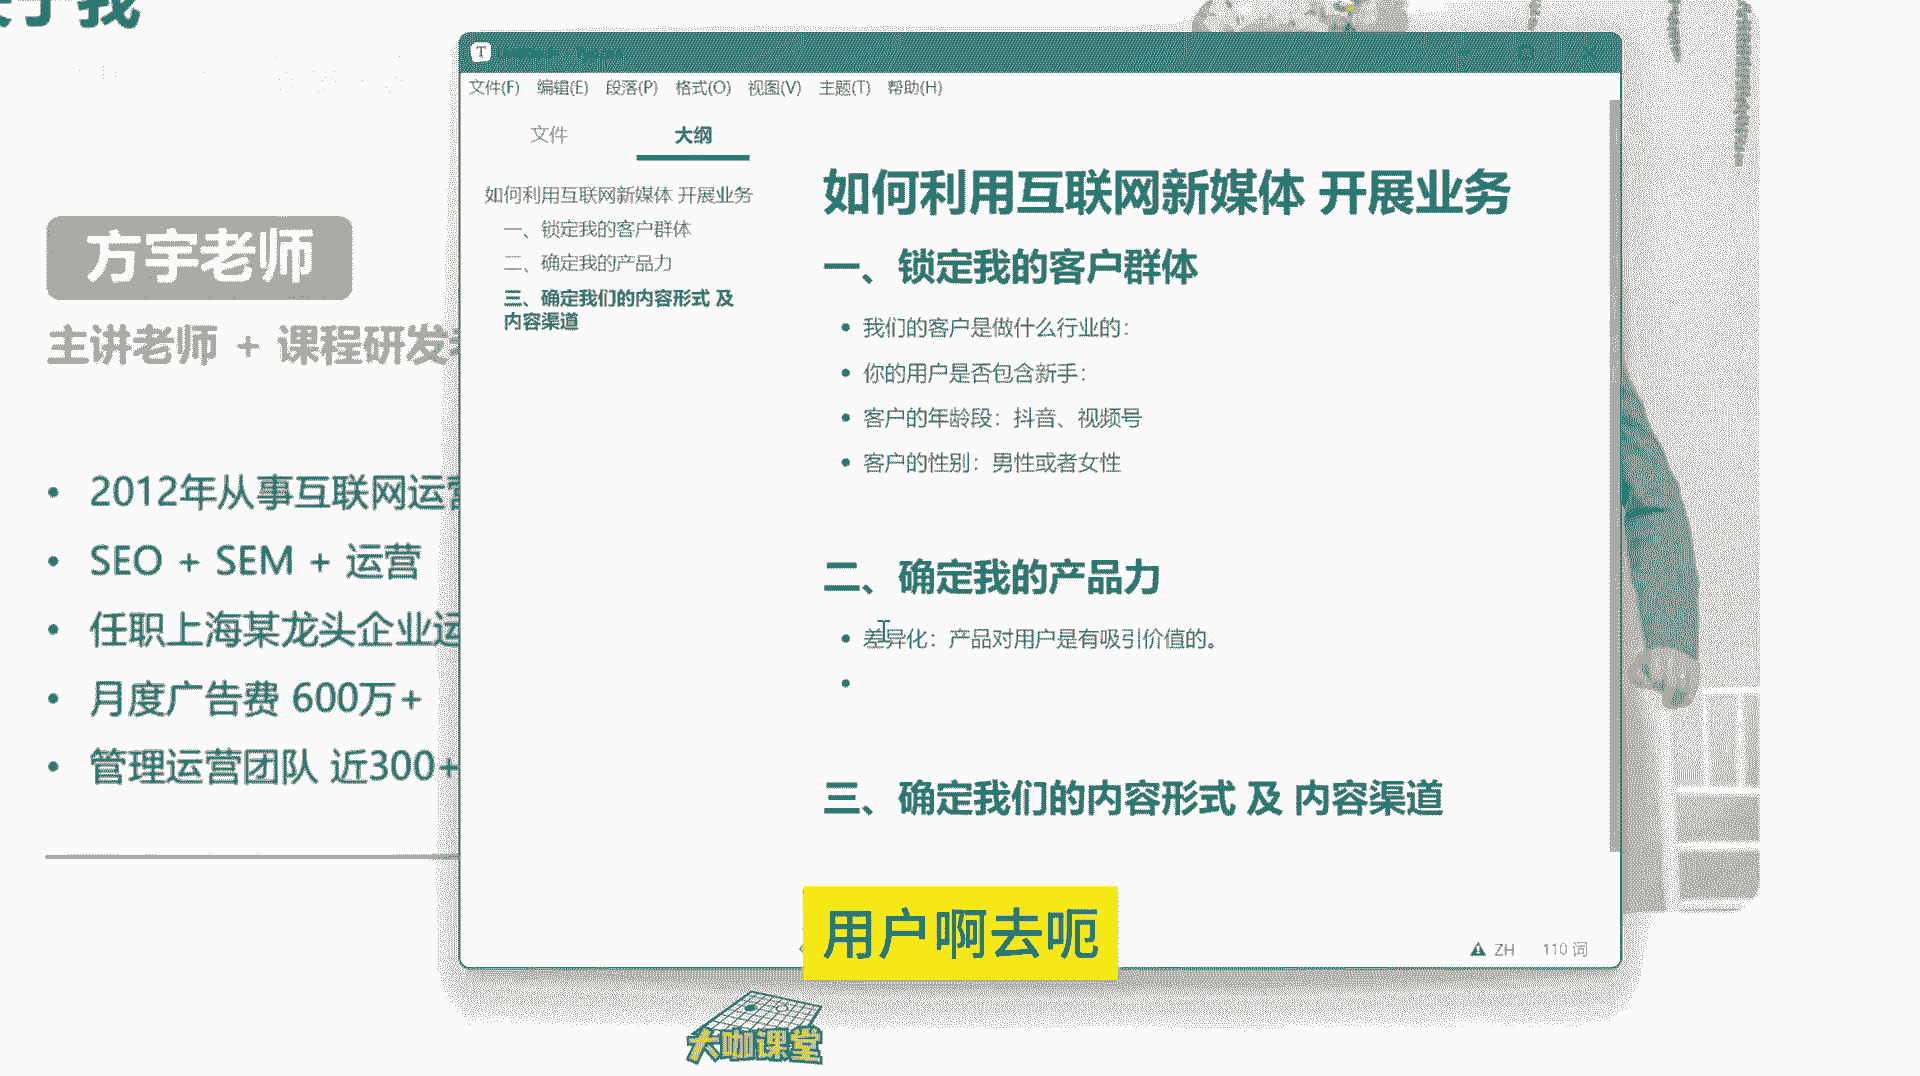 文件(F) 编辑(E) 段落(P) 格式(O) 视图(V) 主题(T) 帮助(H)
文件 大纲
如何利用互联网新媒体 开展业务
一、锁定我的客户群体
二、确定我的产品力
三、确定我们的内容形式 及
内容渠道
如何利用互联网新媒体 开展业务
一、锁定我的客户群体
• 我们的客户是做什么行业的：
• 你的用户是否包含新手：
• 客户的年龄段：抖音、视频号
• 客户的性别：男性或者女性
二、确定我的产品力
• 差异化：产品对用户是有吸引价值的。
•
三、确定我们的内容形式 及 内容渠道
ZH 110 词
方宇老师
主讲老师 + 课程研发
• 2012年从事互联网运营
• SEO + SEM + 运营
• 任职上海某龙头企业运
• 月度广告费 600万+
• 管理运营团队 近300+
用户啊去呃
大咖课堂